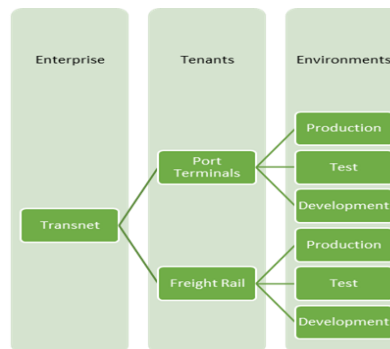 Enterprise
Tenants
Environments
Transnet
Port
Terminals
Freight Rail
Production
Test
Development
Production
Test
Development